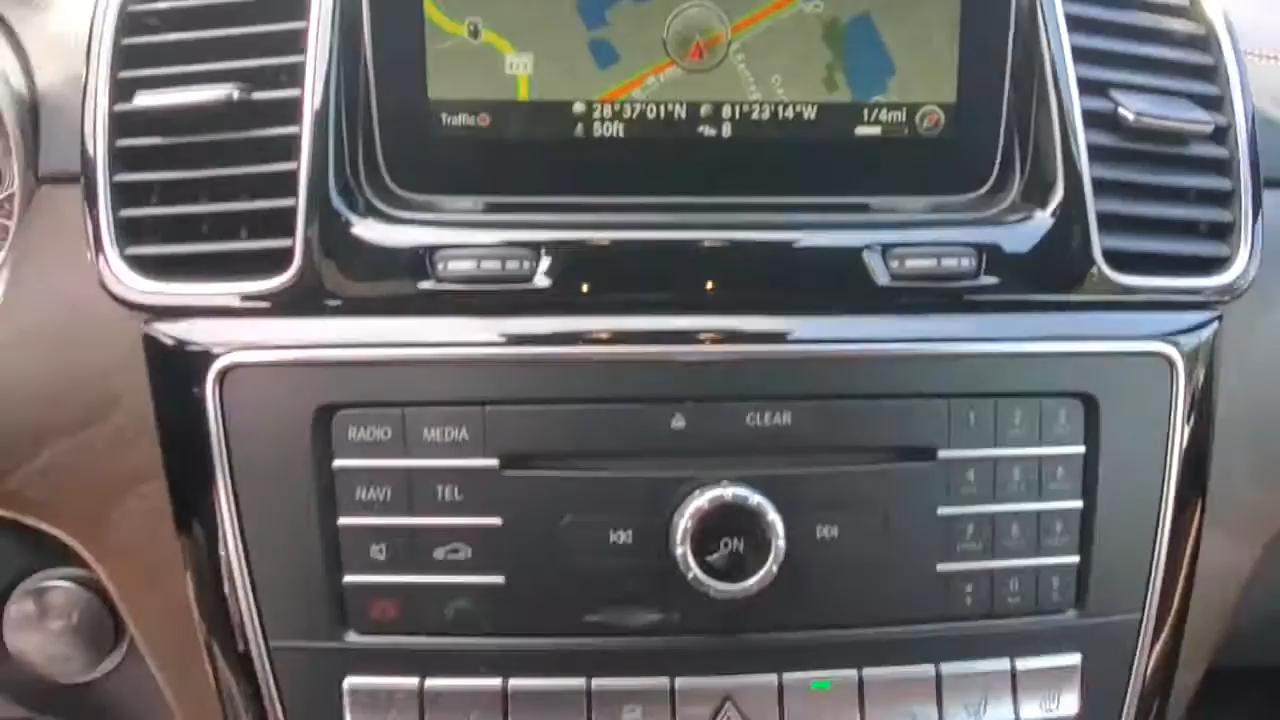 Traffic
28°37'01"N 81°23'14"W
1/4mi
50ft 8
RADIO MEDIA
CLEAR
1 2 3
NAVI TEL
4 5 6
ON
7 8 9
0